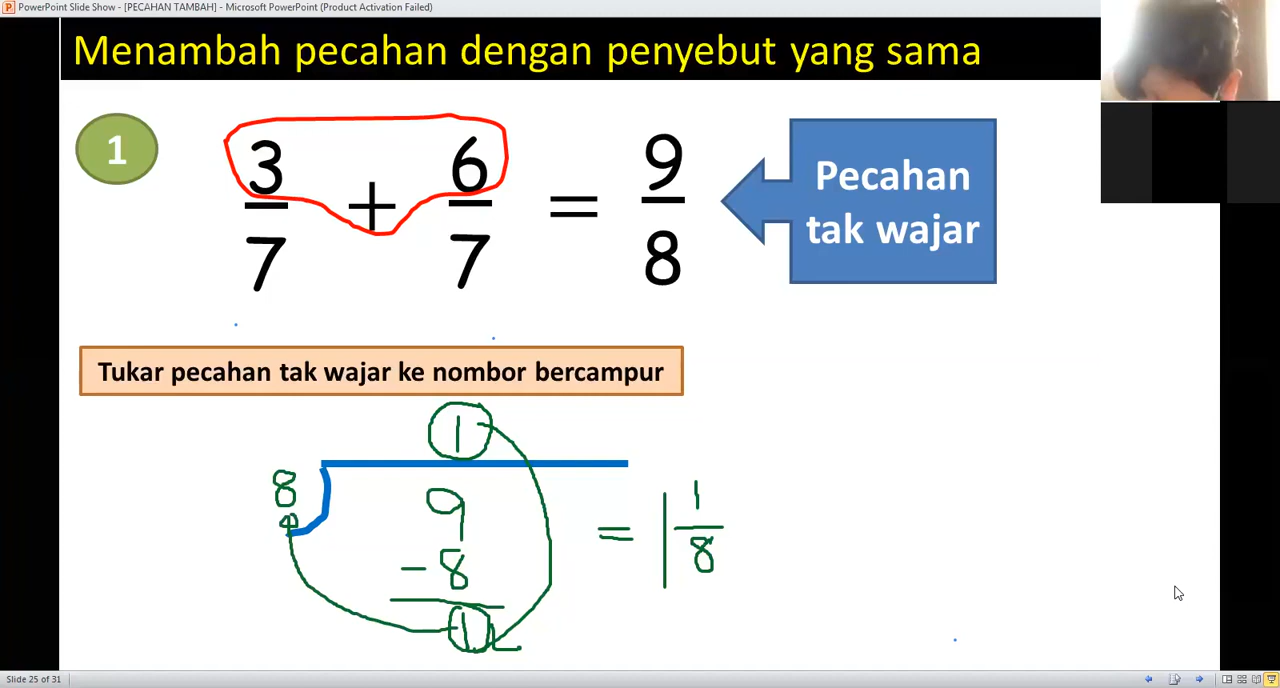 PowerPoint Slide Show - [PECAHAN TAMBAH] - Microsoft PowerPoint (Product Activation Failed)
Menambah pecahan dengan penyebut yang sama
1
3/7 + 6/7 = 9/8
Pecahan
tak wajar
Tukar pecahan tak wajar ke nombor bercampur
1
8 9
- 8
1
= 1 1/8
Slide 25 of 31